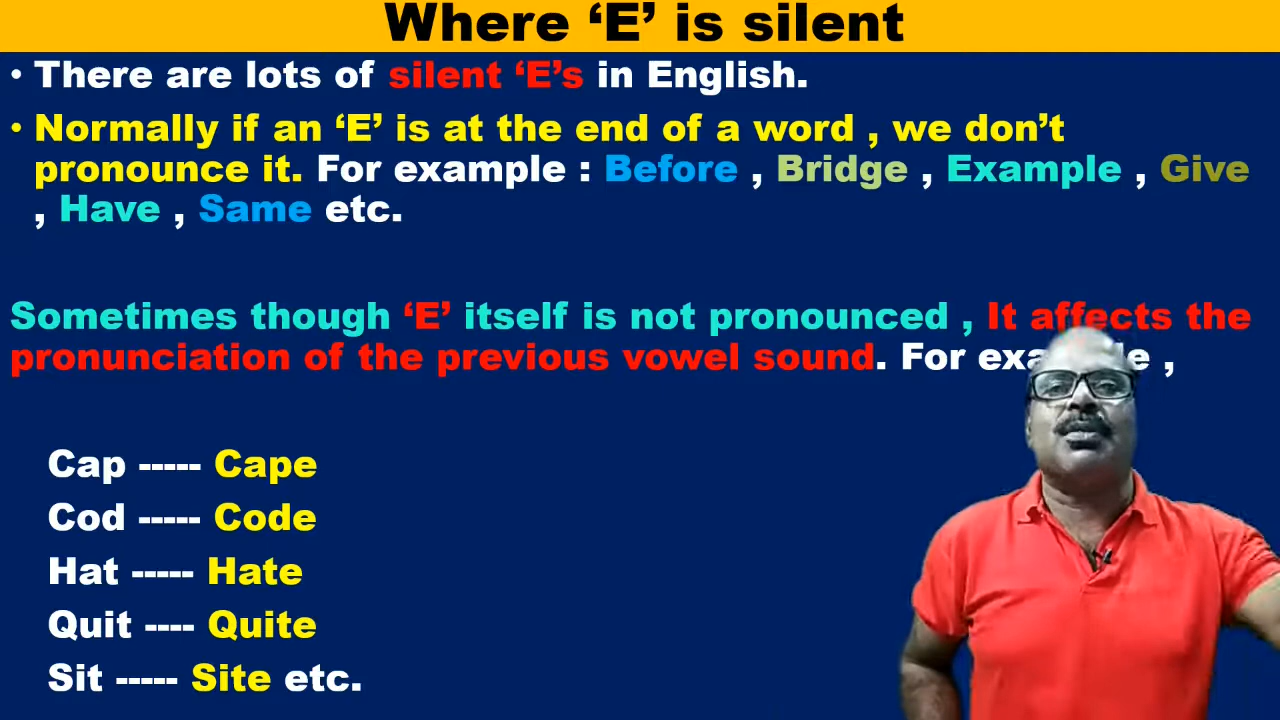 Where ‘E’ is silent
• There are lots of silent ‘E’s in English.
• Normally if an ‘E’ is at the end of a word , we don’t
pronounce it. For example : Before , Bridge , Example , Give
, Have , Same etc.
Sometimes though ‘E’ itself is not pronounced , It affects the
pronunciation of the previous vowel sound. For example ,
Cap ----- Cape
Cod ----- Code
Hat ----- Hate
Quit ---- Quite
Sit ----- Site etc.